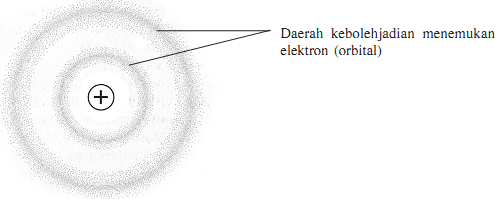 Daerah kebolehjadian menemukan
elektron (orbital)
+